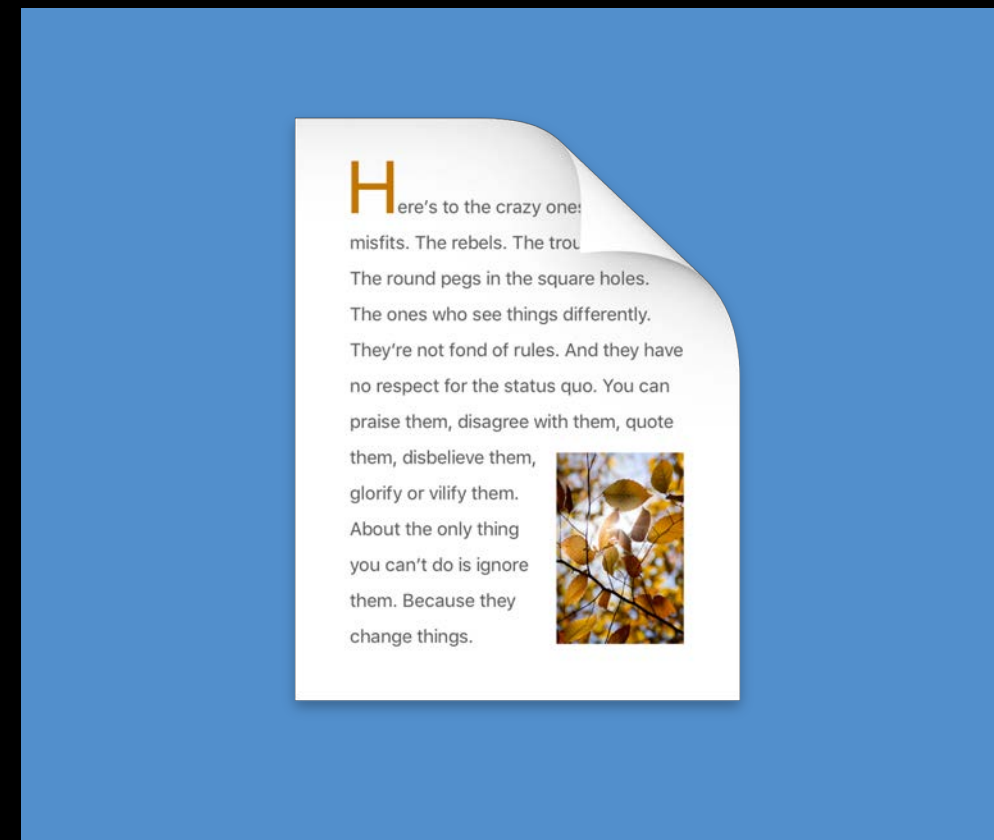 Here's to the crazy ones
misfits. The rebels. The
The round pegs in the square holes.
The ones who see things differently.
They're not fond of rules. And they have
no respect for the status quo. You can
praise them, disagree with them, quote
them, disbelieve them,
glorify or vilify them.
About the only thing
you can't do is ignore
them. Because they
change things.